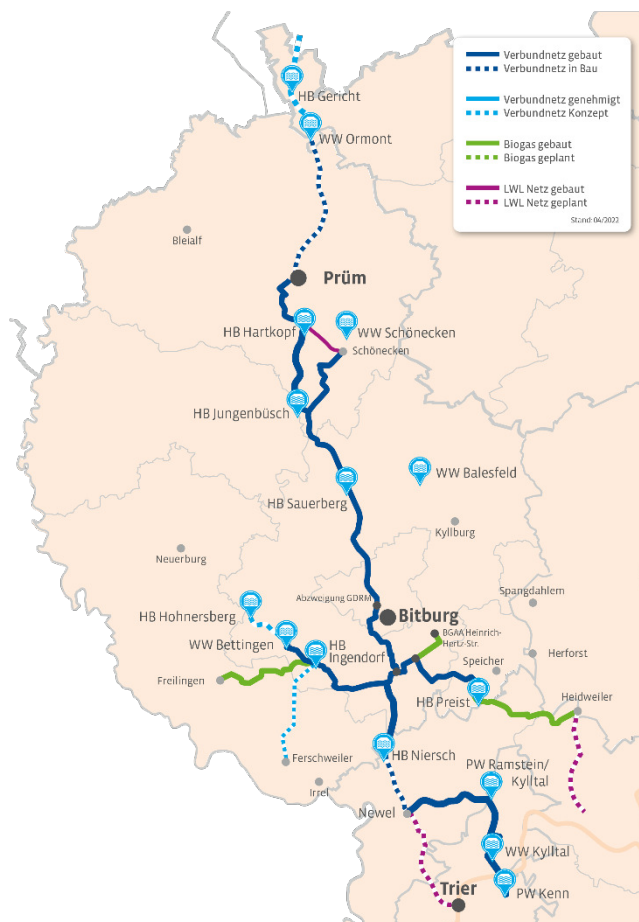 Verbundnetz gebaut
Verbundnetz in Bau
Verbundnetz genehmigt
Verbundnetz Konzept
Biogas gebaut
Biogas geplant
LWL Netz gebaut
LWL Netz geplant
Stand: 04/2022
HB Gericht
WW Ormont
Bleialf
Prüm
HB Hartkopf
WW Schönecken
Schönecken
HB Jungenbüsch
WW Balesfeld
HB Sauerberg
Kyllburg
Neuerburg
Abzweigung GDRM
Spangdahlem
HB Hohnersberg
Bitburg
BGAA Heinrich-
Hertz-Str.
WW Bettingen
HB
Ingendorf
Speicher
Herforst
Freilingen
HB Preist
Heidweiler
HB Niersch
Ferschweiler
Irrel
PW Ramstein/
Kylltal
Newel
WW Kylltal
Trier
PW Kenn